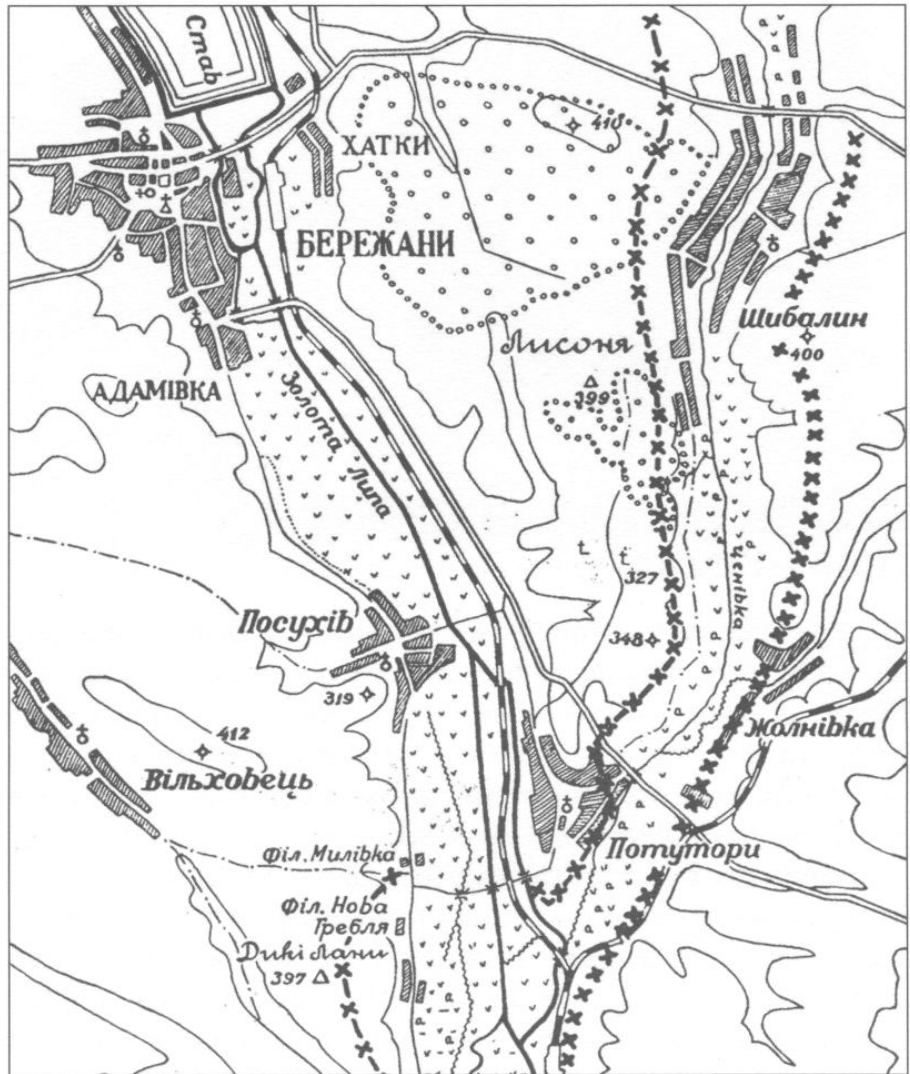 Став
410
ХАТКИ
БЕРЕЖАНИ
Шибалин
400
Лисоня
399
АДАМІВКА
Золота Липа
Ценівка
327
Посухів
348
319
412
Вільховець
Жолнівка
Філ. Милівка
Потутори
Філ. Нова
Гребля
Дикі Лани
397